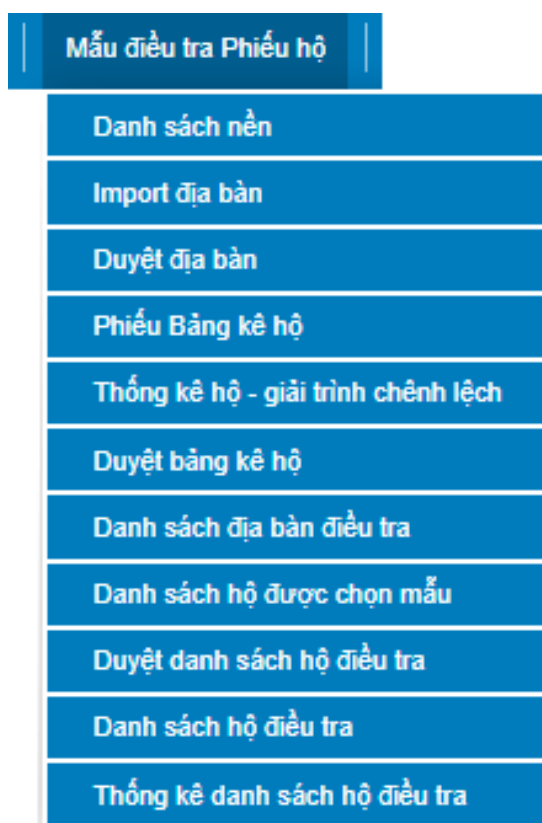 Mẫu điều tra Phiếu hộ
Danh sách nền
Import địa bàn
Duyệt địa bàn
Phiếu Bảng kê hộ
Thống kê hộ - giải trình chênh lệch
Duyệt bảng kê hộ
Danh sách địa bàn điều tra
Danh sách hộ được chọn mẫu
Duyệt danh sách hộ điều tra
Danh sách hộ điều tra
Thống kê danh sách hộ điều tra